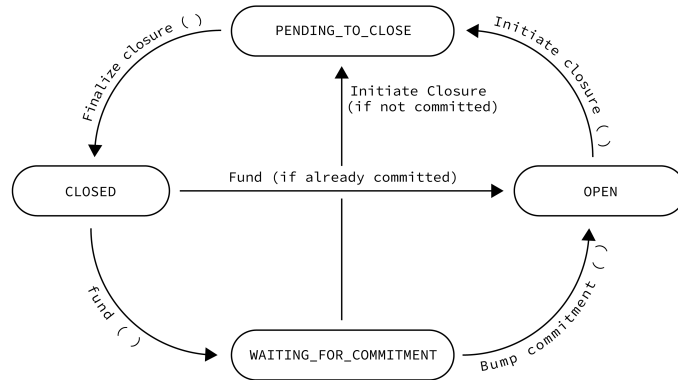 PENDING_TO_CLOSE
Finalize closure ( )
Initiate closure ( )
Initiate Closure
(if not committed)
Fund (if already committed)
CLOSED
OPEN
fund ( )
Bump commitment ( )
WAITING_FOR_COMMITMENT